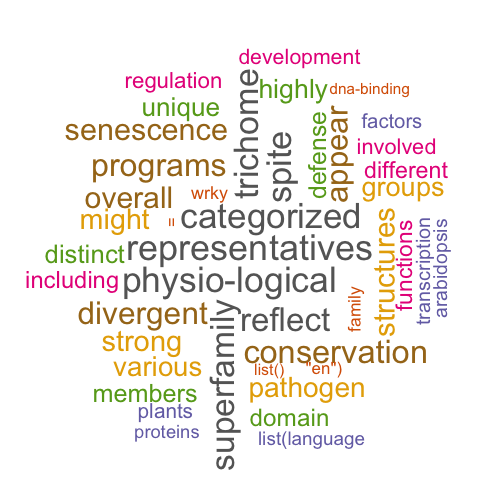 development
regulation
trichome
highly
dna-binding
unique
spite
defense
appear
factors
senescence
involved
programs
different
wrky
groups
overall
might
II
categorized
structures
functions
transcription
arabidopsis
distinct
representatives
including
physio-logical
family
divergent
superfamily
reflect
strong
conservation
various
list()
"en")
members
pathogen
plants
domain
proteins
list(language